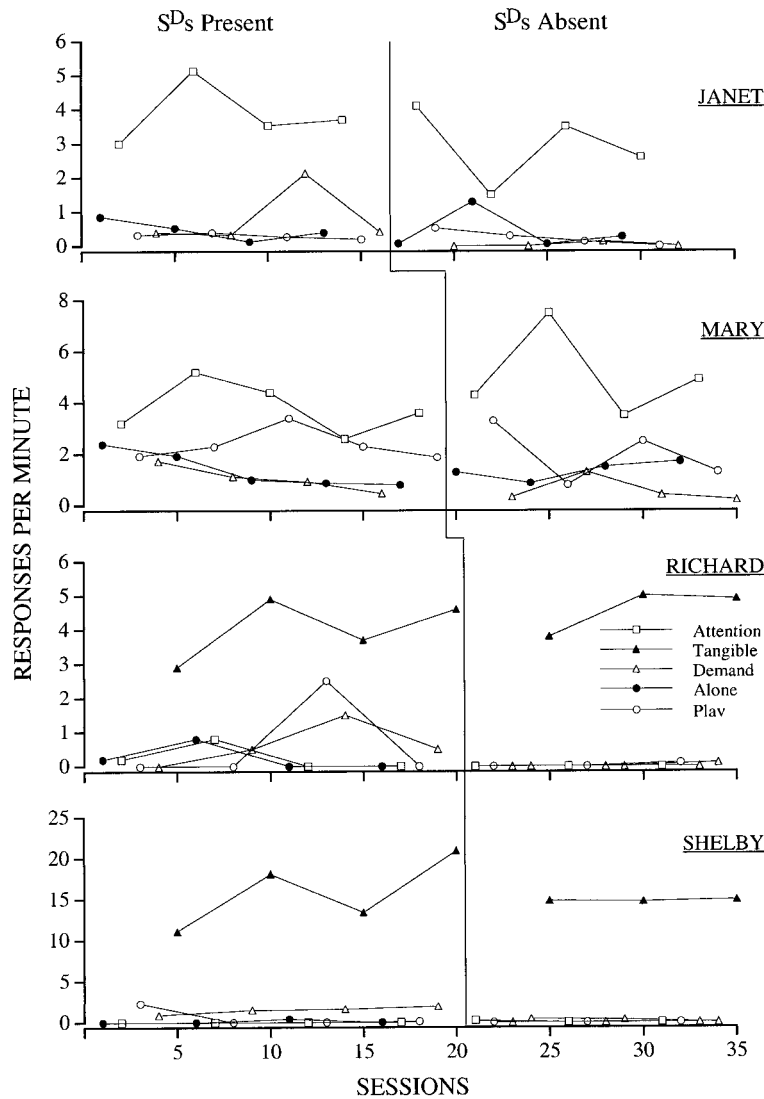 SDs Present
SDs Absent
6
5
4
3
2
1
0
JANET
8
6
4
2
0
MARY
RESPONSES PER MINUTE
6
5
4
3
2
1
0
RICHARD
Attention
Tangible
Demand
Alone
Plav
25
20
15
10
5
0
SHELBY
5 10 15 20 25 30 35
SESSIONS